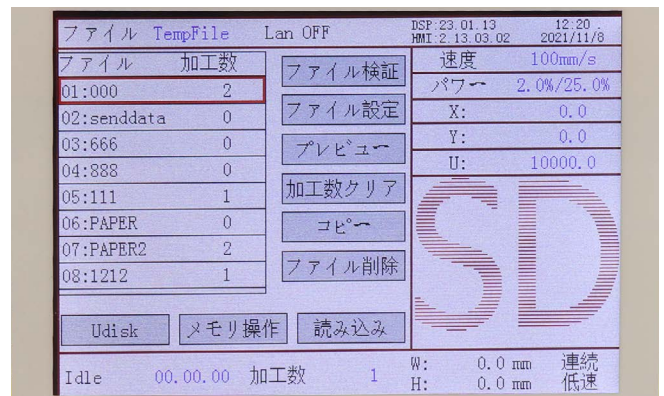 ファイル TempFile Lan OFF
DSP:23.01.13 12:20
HMI:2.13.03.02 2021/11/8
ファイル 加工数
01:000 2
02:senddata 0
03:666 0
04:888 0
05:111 1
06:PAPER 0
07:PAPER2 2
08:1212 1
ファイル検証
ファイル設定
プレビュー
加工数クリア
コピー
ファイル削除
速度 100mm/s
パワー 2.0%/25.0%
X: 0.0
Y: 0.0
U: 10000.0
SD
Udisk メモリ操作 読み込み
Idle 00.00.00 加工数 1
W: 0.0 mm 連続
H: 0.0 mm 低速